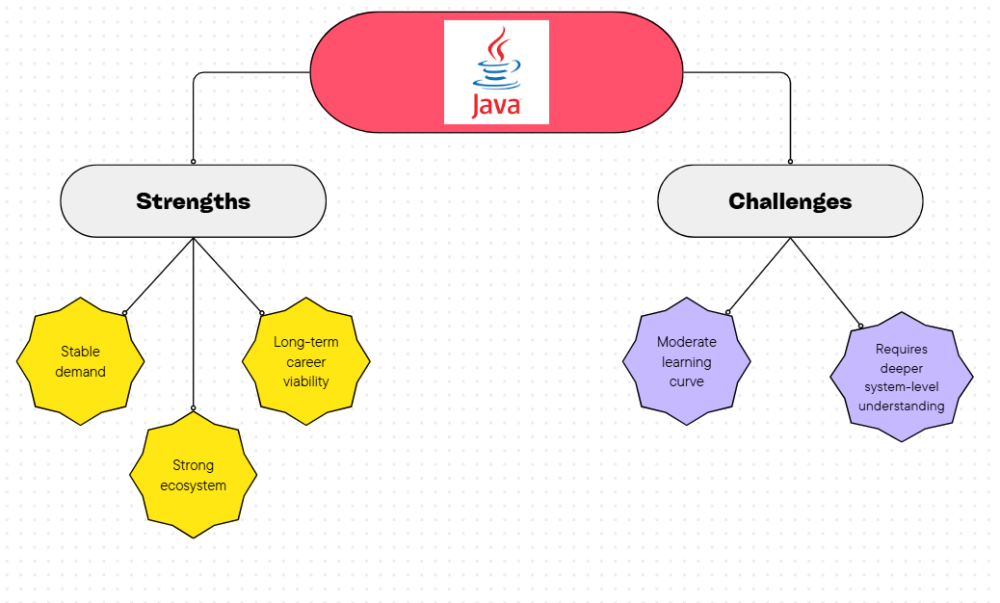 Java
Strengths
Challenges
Stable
demand
Strong
ecosystem
Long-term
career
viability
Moderate
learning
curve
Requires
deeper
system-level
understanding